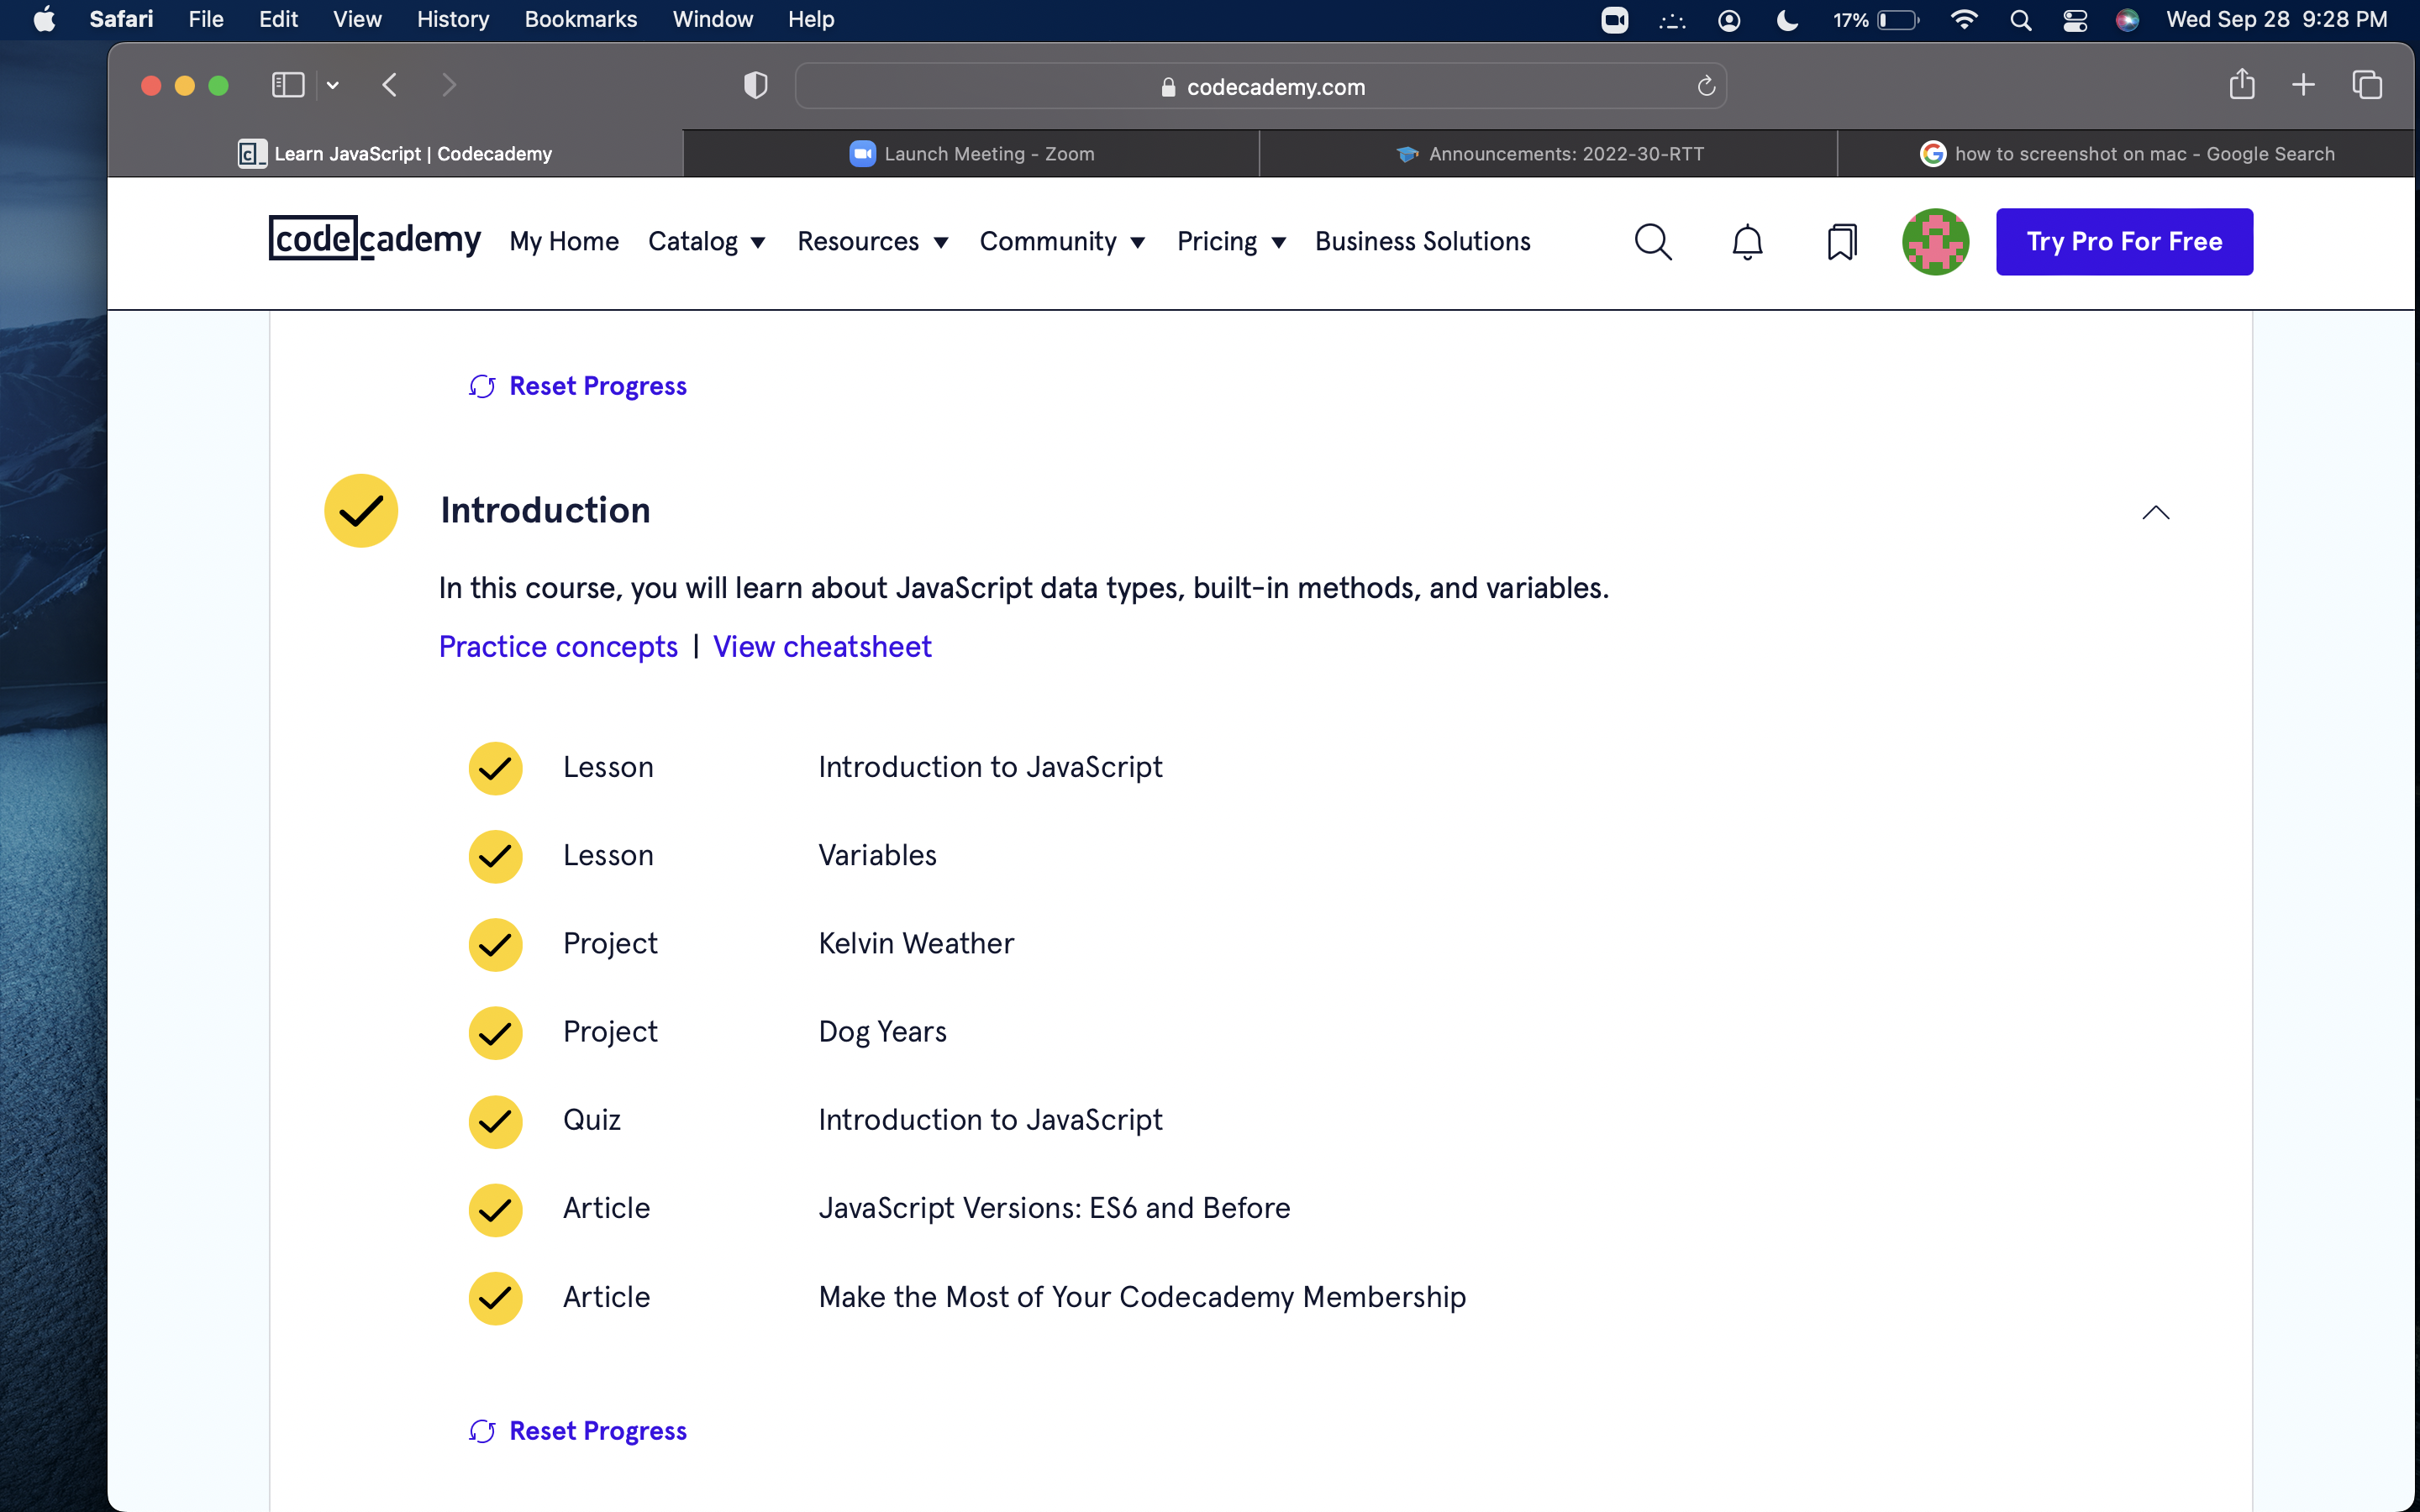 Safari File Edit View History Bookmarks Window Help 17% Wed Sep 28 9:28 PM
codecademy.com
Learn JavaScript | Codecademy Launch Meeting - Zoom Announcements: 2022-30-RTT how to screenshot on mac - Google Search
codecademy My Home Catalog Resources Community Pricing Business Solutions Try Pro For Free
Reset Progress
Introduction
In this course, you will learn about JavaScript data types, built-in methods, and variables.
Practice concepts | View cheatsheet
Lesson Introduction to JavaScript
Lesson Variables
Project Kelvin Weather
Project Dog Years
Quiz Introduction to JavaScript
Article JavaScript Versions: ES6 and Before
Article Make the Most of Your Codecademy Membership
Reset Progress